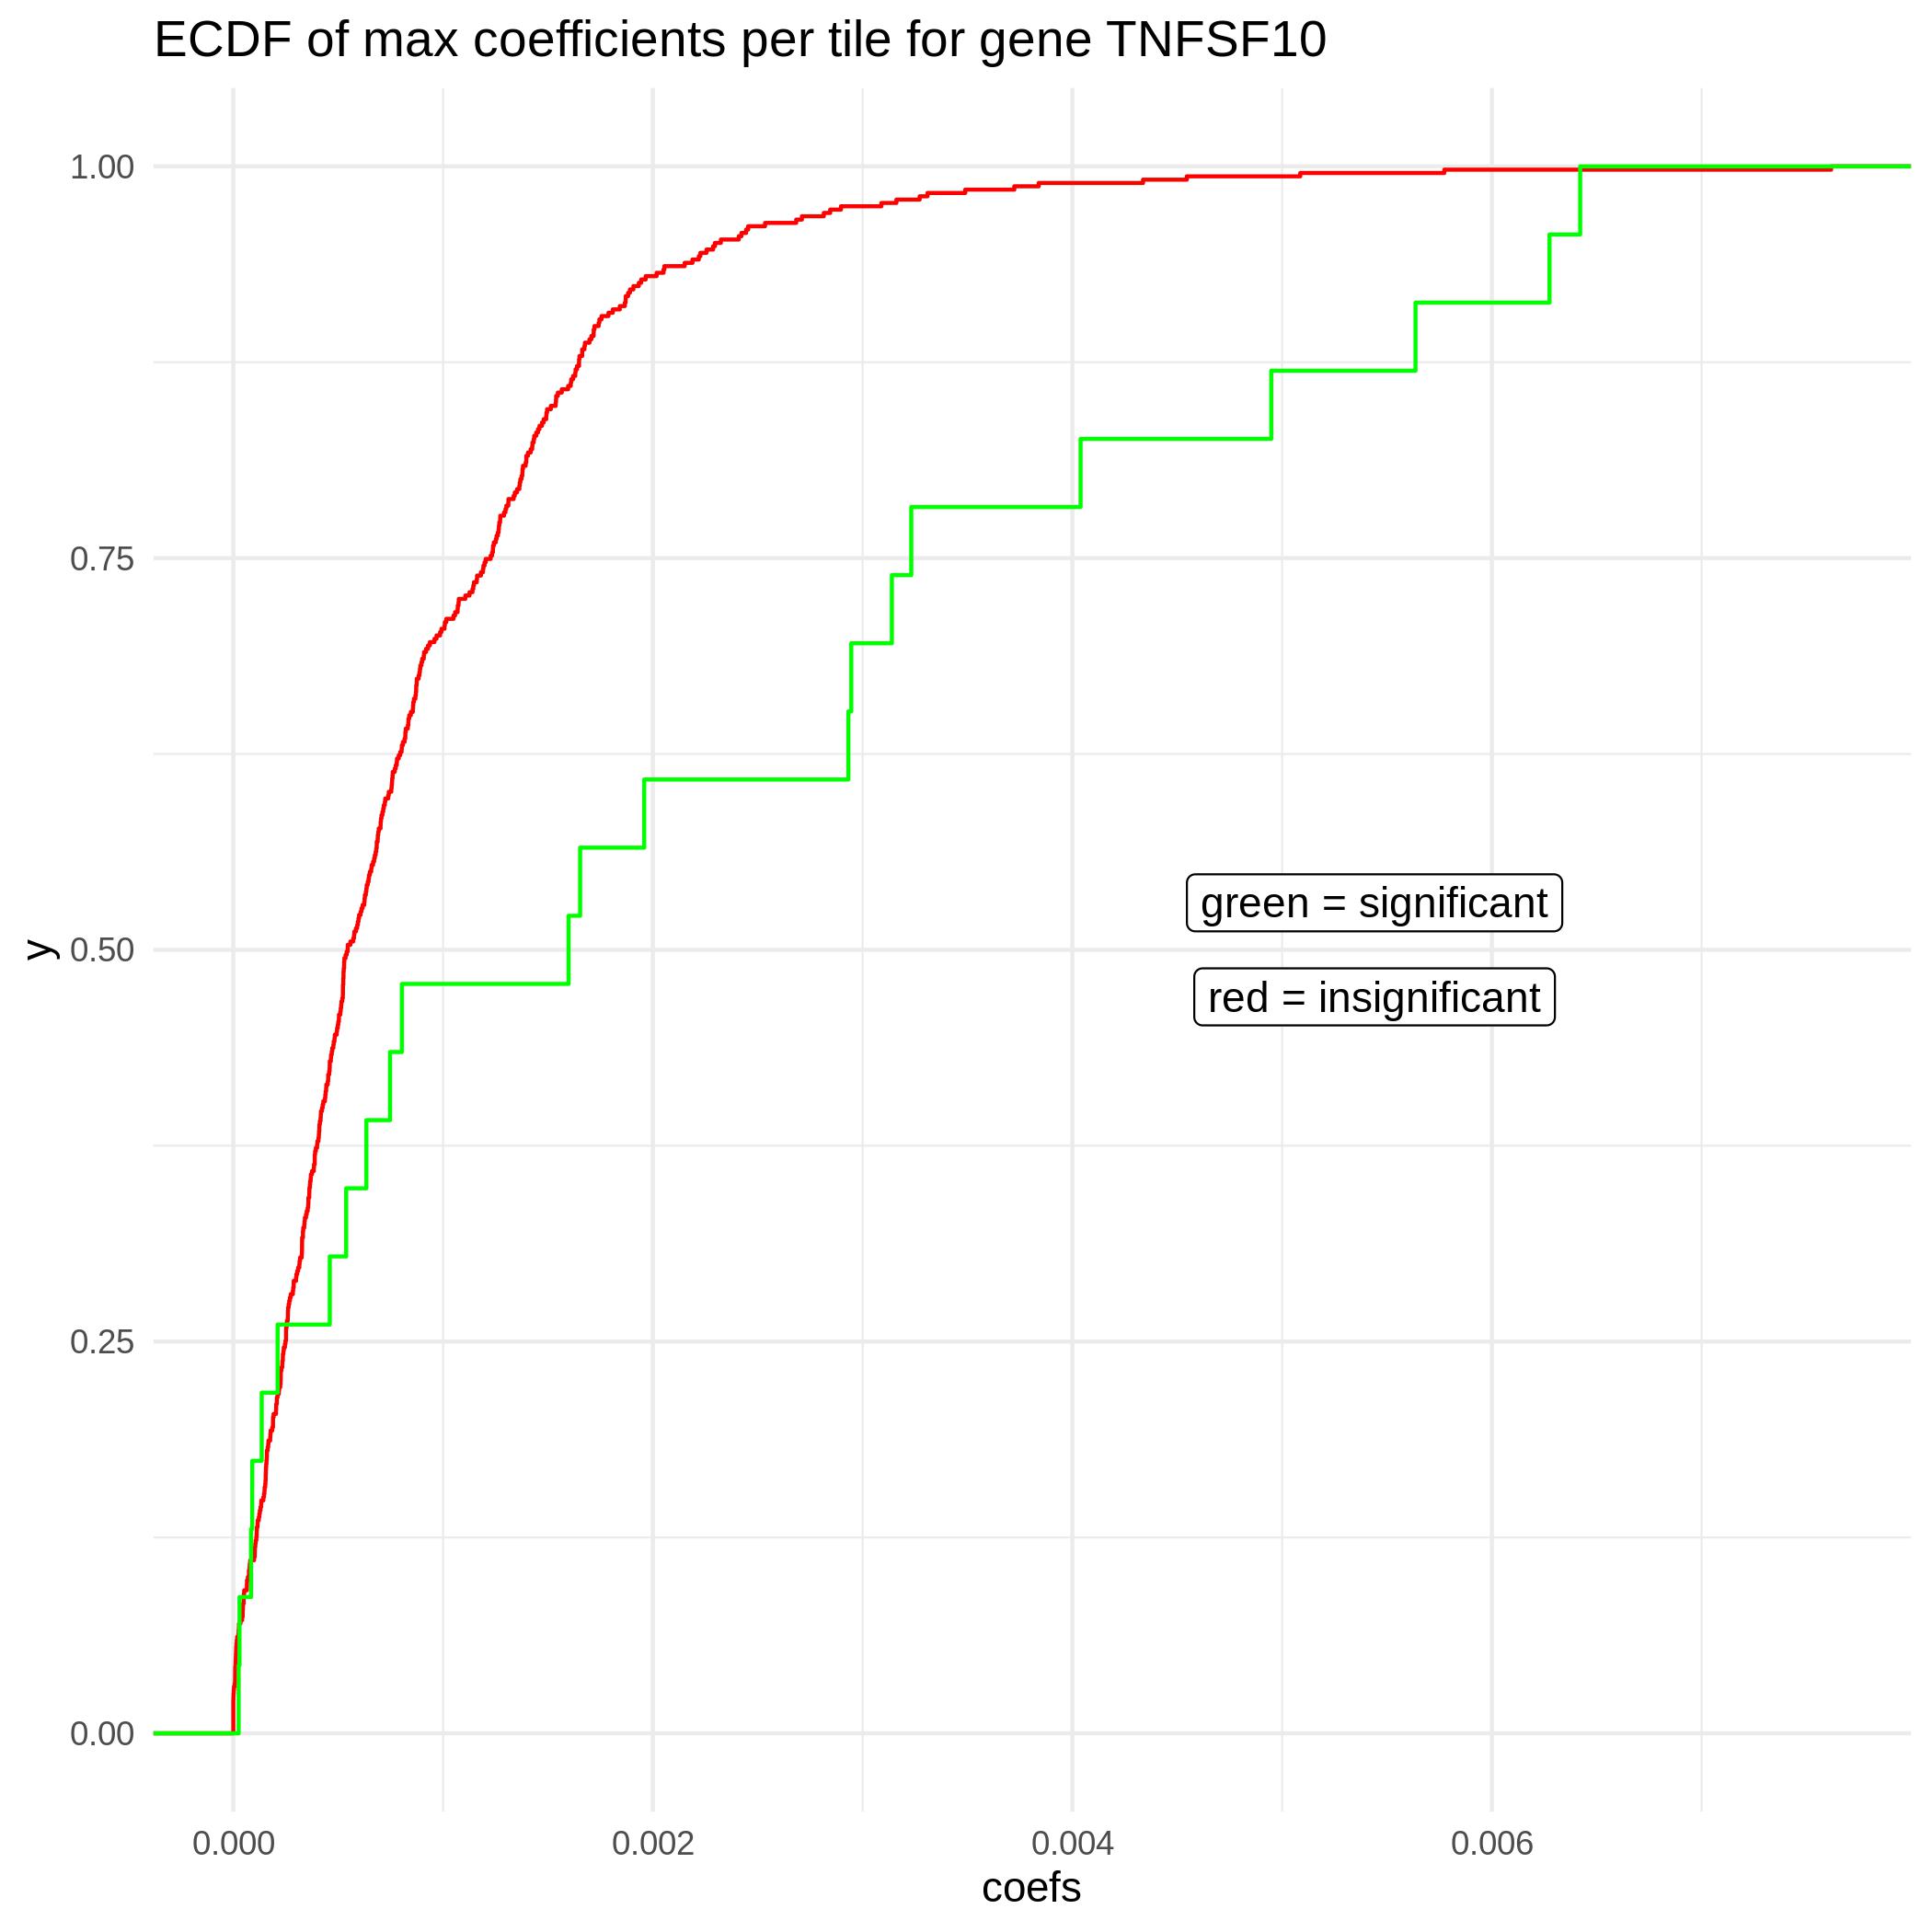 ECDF of max coefficients per tile for gene TNFSF10
1.00
0.75
0.50
0.25
0.00
y
green = significant
red = insignificant
0.000 0.002 0.004 0.006
coefs